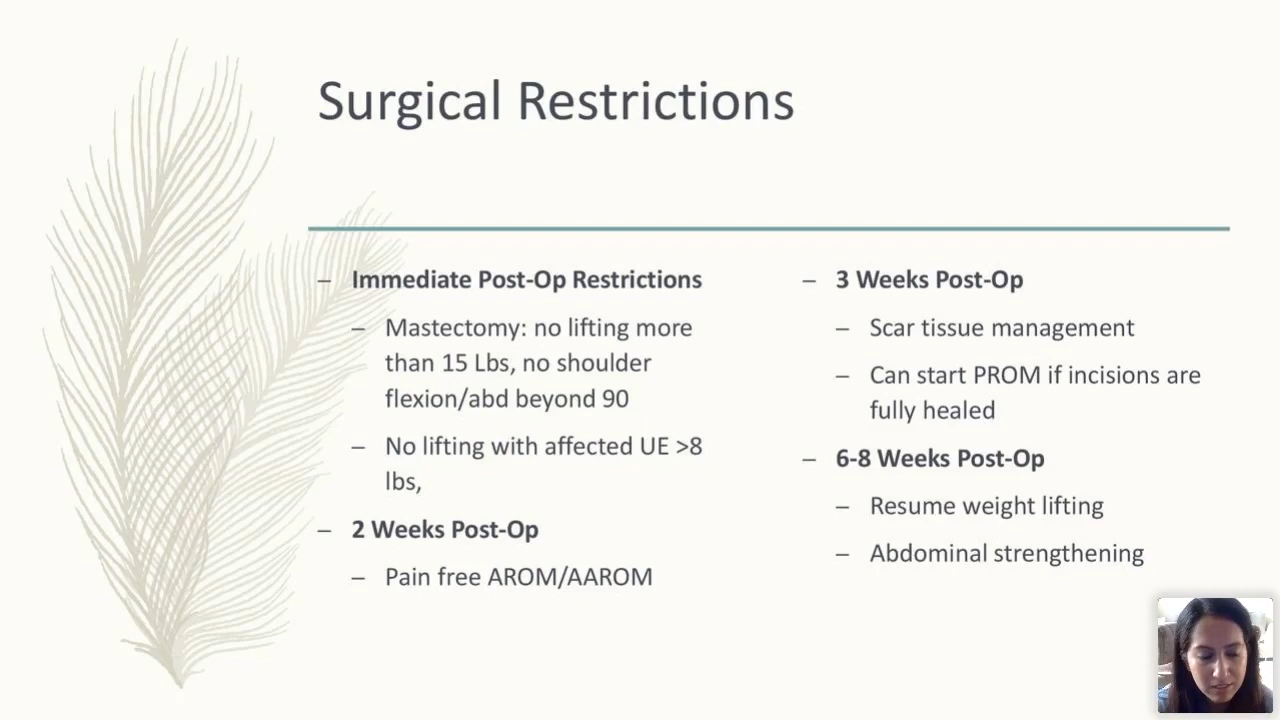 Surgical Restrictions
– Immediate Post-Op Restrictions
– Mastectomy: no lifting more
than 15 Lbs, no shoulder
flexion/abd beyond 90
– No lifting with affected UE >8
lbs,
– 2 Weeks Post-Op
– Pain free AROM/AAROM
– 3 Weeks Post-Op
– Scar tissue management
– Can start PROM if incisions are
fully healed
– 6-8 Weeks Post-Op
– Resume weight lifting
– Abdominal strengthening